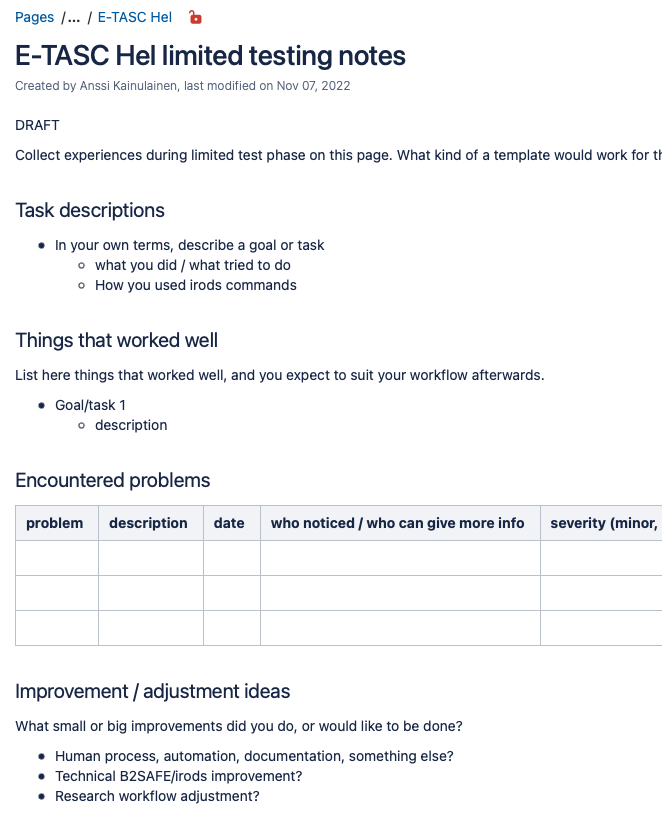 Pages /... / E-TASC Hel
E-TASC Hel limited testing notes
Created by Anssi Kainulainen, last modified on Nov 07, 2022
DRAFT
Collect experiences during limited test phase on this page. What kind of a template would work for th
Task descriptions
In your own terms, describe a goal or task
what you did / what tried to do
How you used irods commands
Things that worked well
List here things that worked well, and you expect to suit your workflow afterwards.
Goal/task 1
description
Encountered problems
problem description date who noticed / who can give more info severity (minor,
Improvement / adjustment ideas
What small or big improvements did you do, or would like to be done?
Human process, automation, documentation, something else?
Technical B2SAFE/irods improvement?
Research workflow adjustment?